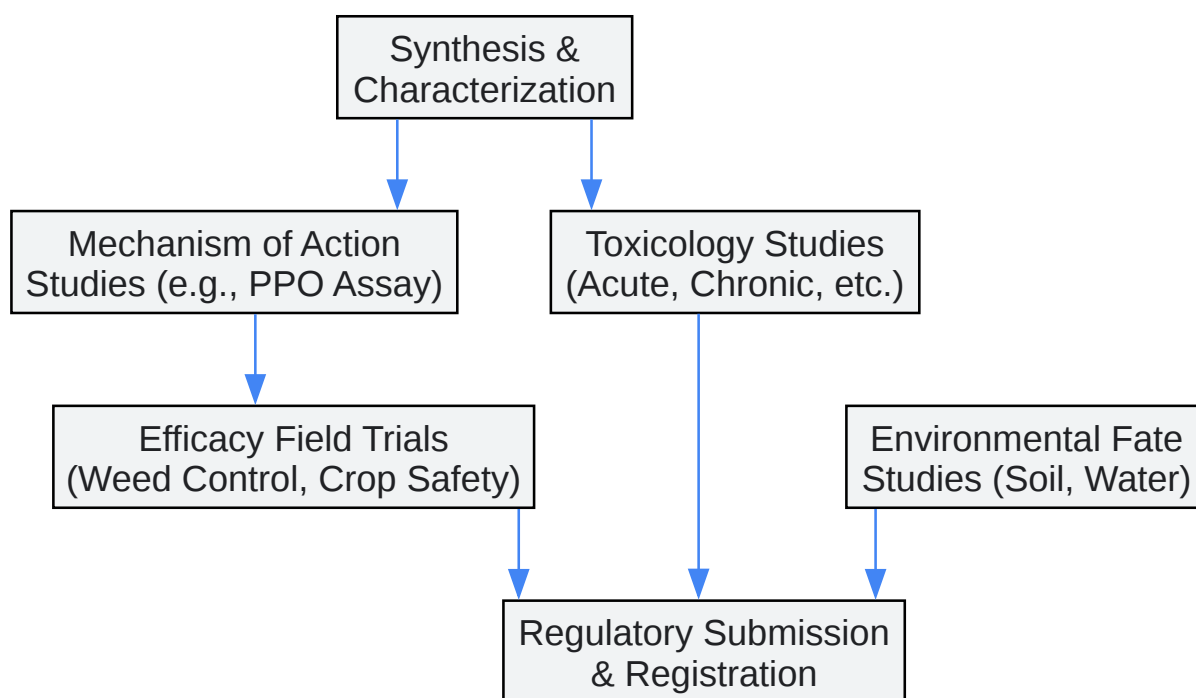 Synthesis &
Characterization
Mechanism of Action
Studies (e.g., PPO Assay)
Toxicology Studies
(Acute, Chronic, etc.)
Efficacy Field Trials
(Weed Control, Crop Safety)
Environmental Fate
Studies (Soil, Water)
Regulatory Submission
& Registration